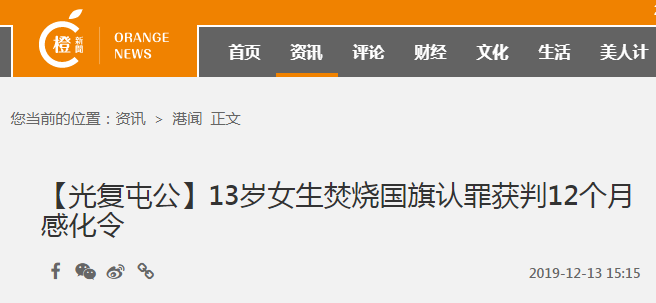 橙 新聞
ORANGE
NEWS
首页 资讯 评论 财经 文化 生活 美人计
您当前的位置：资讯 > 港闻 正文
【光复屯公】13岁女生焚烧国旗认罪获判12个月
感化令
2019-12-13 15:15